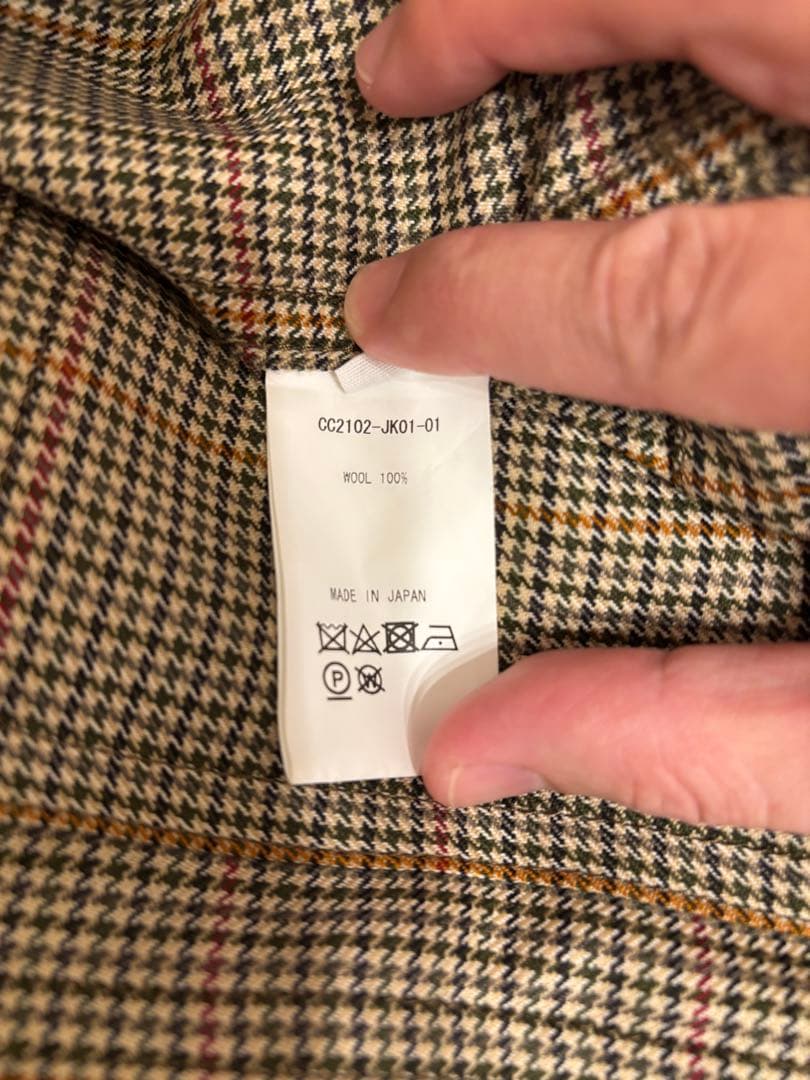 CC2102-JK01-01
WOOL 100%
MADE IN JAPAN
P W